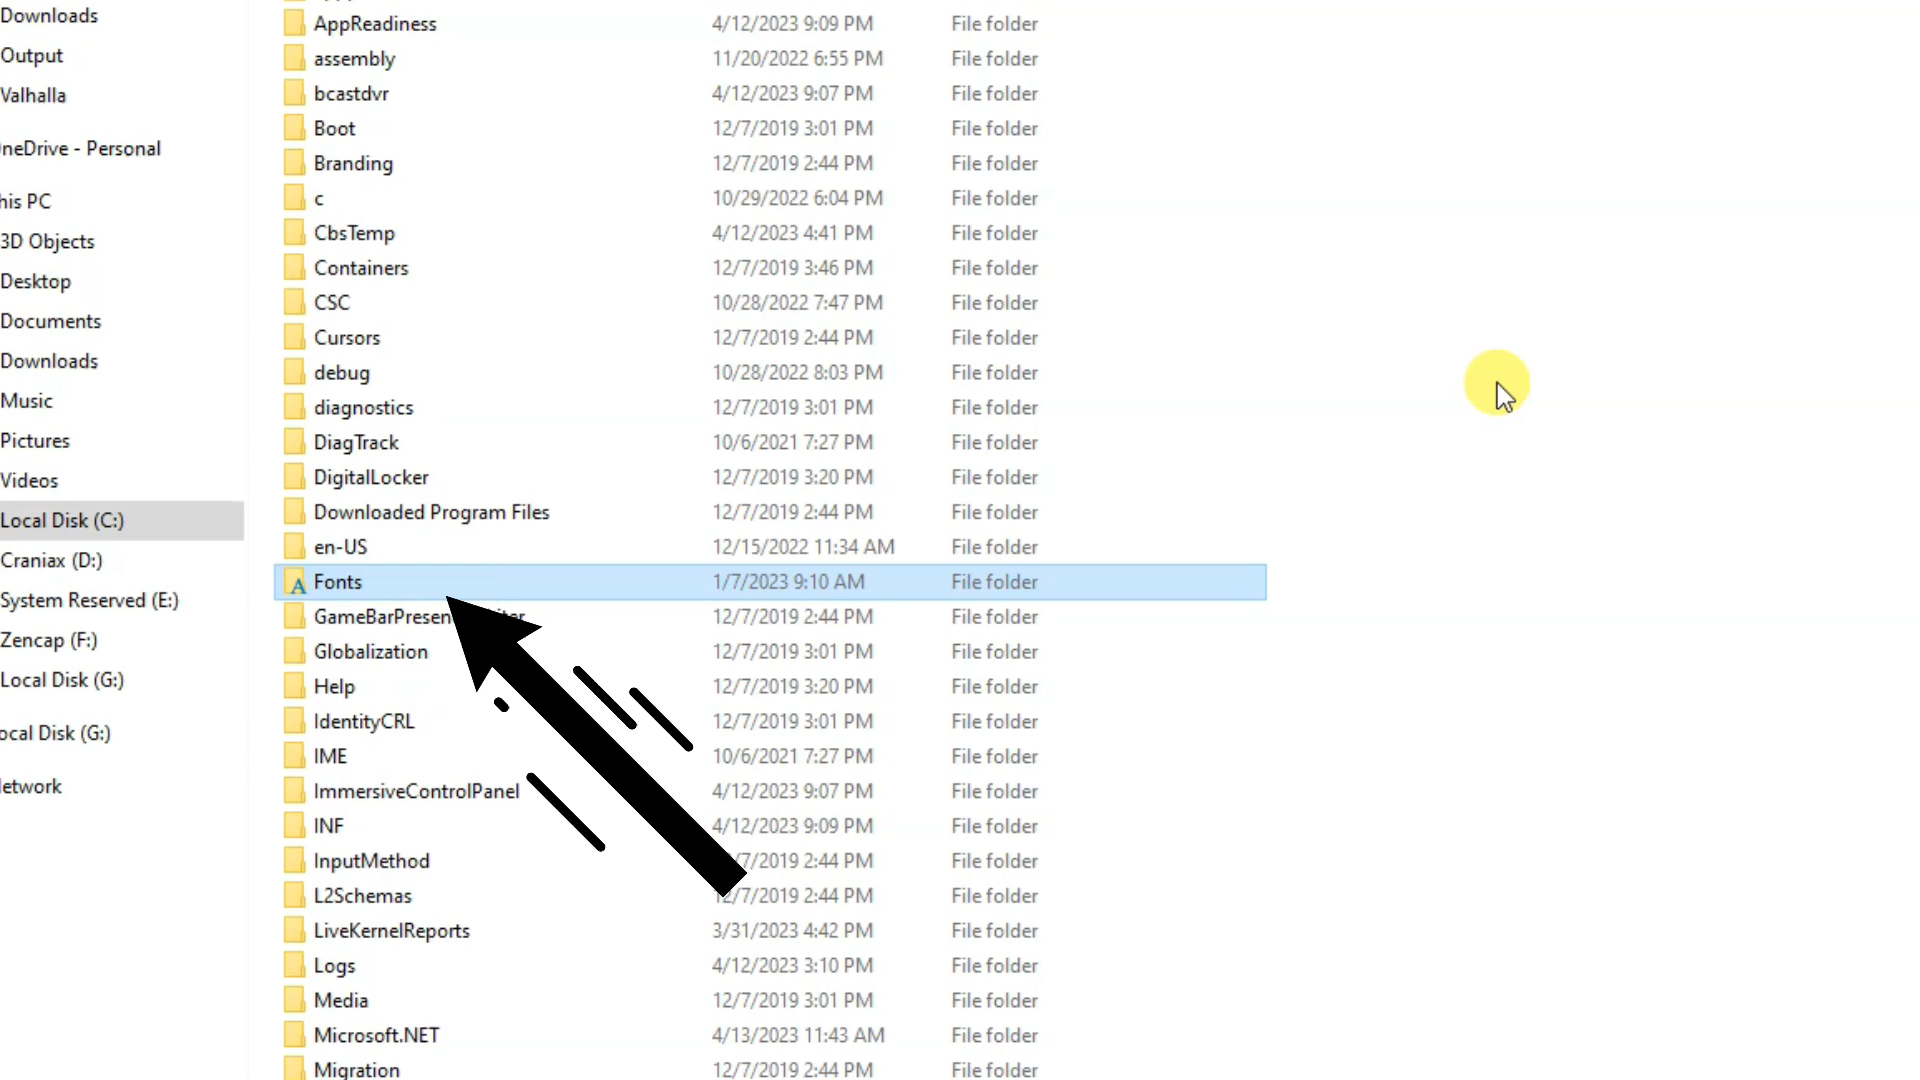 Downloads
Output
Valhalla
neDrive - Personal
his PC
3D Objects
Desktop
Documents
Downloads
Music
Pictures
Videos
Local Disk (C:)
Craniax (D:)
System Reserved (E:)
Zencap (F:)
Local Disk (G:)
ocal Disk (G:)
etwork
AppReadiness 4/12/2023 9:09 PM File folder
assembly 11/20/2022 6:55 PM File folder
bcastdvr 4/12/2023 9:07 PM File folder
Boot 12/7/2019 3:01 PM File folder
Branding 12/7/2019 2:44 PM File folder
c 10/29/2022 6:04 PM File folder
CbsTemp 4/12/2023 4:41 PM File folder
Containers 12/7/2019 3:46 PM File folder
CSC 10/28/2022 7:47 PM File folder
Cursors 12/7/2019 2:44 PM File folder
debug 10/28/2022 8:03 PM File folder
diagnostics 12/7/2019 3:01 PM File folder
DiagTrack 10/6/2021 7:27 PM File folder
DigitalLocker 12/7/2019 3:20 PM File folder
Downloaded Program Files 12/7/2019 2:44 PM File folder
en-US 12/15/2022 11:34 AM File folder
Fonts 1/7/2023 9:10 AM File folder
12/7/2019 2:44 PM File folder
Globalization 12/7/2019 3:01 PM File folder
Help 12/7/2019 3:20 PM File folder
IdentityCRL 12/7/2019 3:01 PM File folder
IME 10/6/2021 7:27 PM File folder
ImmersiveControlPanel 4/12/2023 9:07 PM File folder
INF 4/12/2023 9:09 PM File folder
InputMethod /7/2019 2:44 PM File folder
L2Schemas 12/7/2019 2:44 PM File folder
LiveKernelReports 3/31/2023 4:42 PM File folder
Logs 4/12/2023 3:10 PM File folder
Media 12/7/2019 3:01 PM File folder
Microsoft.NET 4/13/2023 11:43 AM File folder
Migration 12/7/2019 2:44 PM File folder